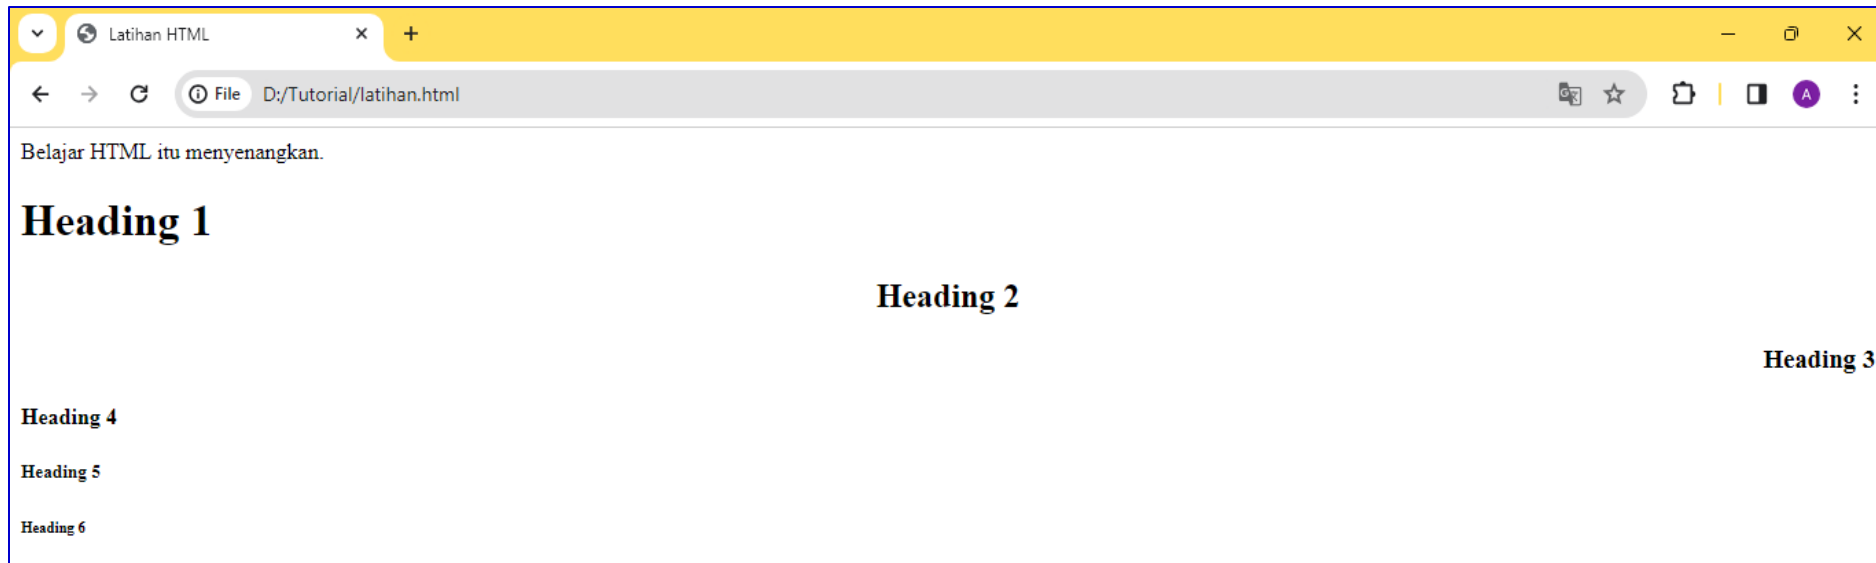 Latihan HTML
File D:/Tutorial/latihan.html
A
Belajar HTML itu menyenangkan.
Heading 1
Heading 2
Heading 3
Heading 4
Heading 5
Heading 6